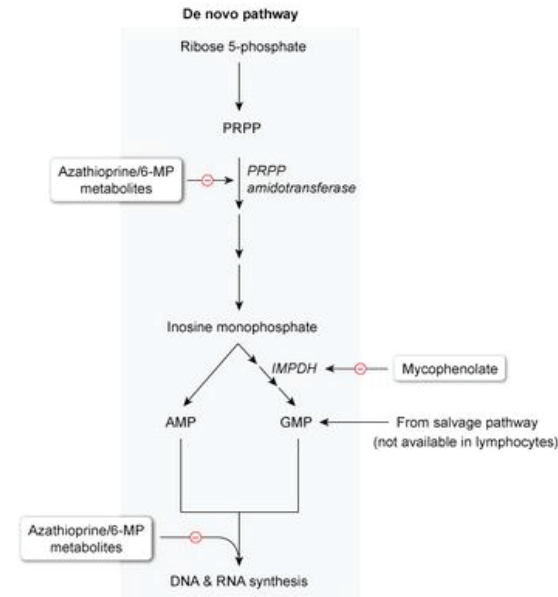 De novo pathway
Ribose 5-phosphate
PRPP
Azathioprine/6-MP
metabolites
PRPP
amidotransferase
Inosine monophosphate
IMPDH
Mycophenolate
AMP
GMP
From salvage pathway
(not available in lymphocytes)
Azathioprine/6-MP
metabolites
DNA & RNA synthesis